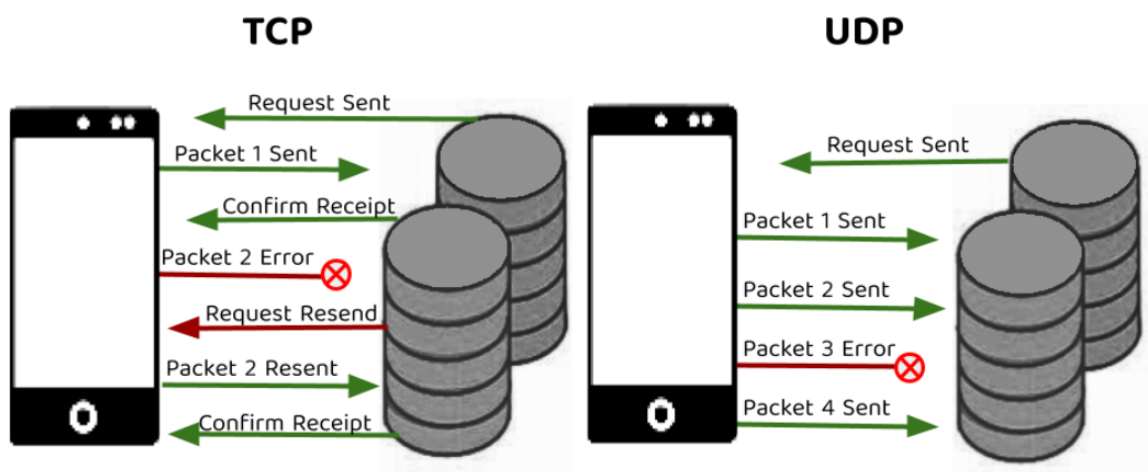 TCP
Request Sent
Packet 1 Sent
Confirm Receipt
Packet 2 Error
Request Resend
Packet 2 Resent
Confirm Receipt
UDP
Request Sent
Packet 1 Sent
Packet 2 Sent
Packet 3 Error
Packet 4 Sent